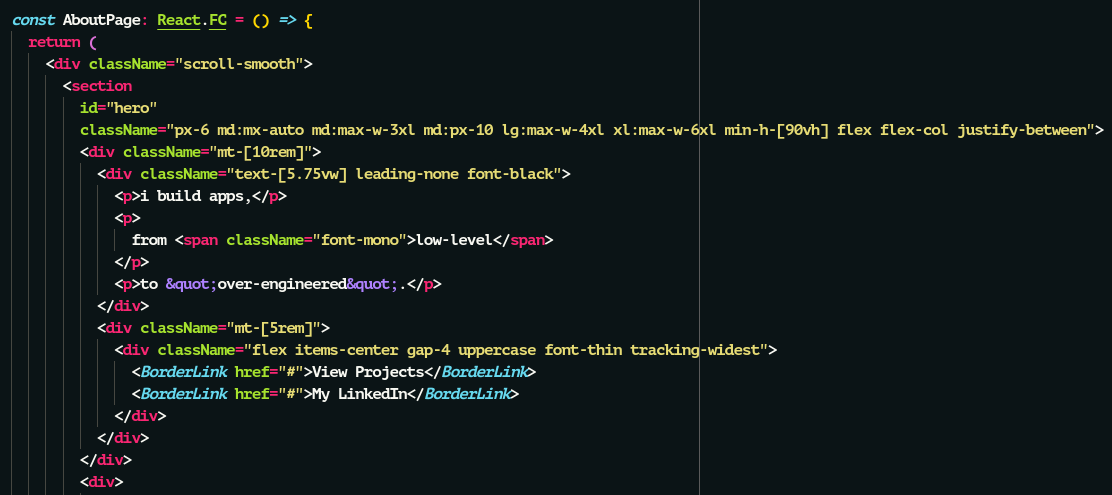 const AboutPage: React.FC = () => {
return (
<div className="scroll-smooth">
<section
id="hero"
className="px-6 md:mx-auto md:max-w-3xl md:px-10 lg:max-w-4xl xl:max-w-6xl min-h-[90vh] flex flex-col justify-between">
<div className="mt-[10rem]">
<div className="text-[5.75vw] leading-none font-black">
<p>i build apps,</p>
<p>
from <span className="font-mono">low-level</span>
</p>
<p>to &quot;over-engineered&quot;.</p>
</div>
<div className="mt-[5rem]">
<div className="flex items-center gap-4 uppercase font-thin tracking-widest">
<BorderLink href="#">View Projects</BorderLink>
<BorderLink href="#">My LinkedIn</BorderLink>
</div>
</div>
</div>
<div>